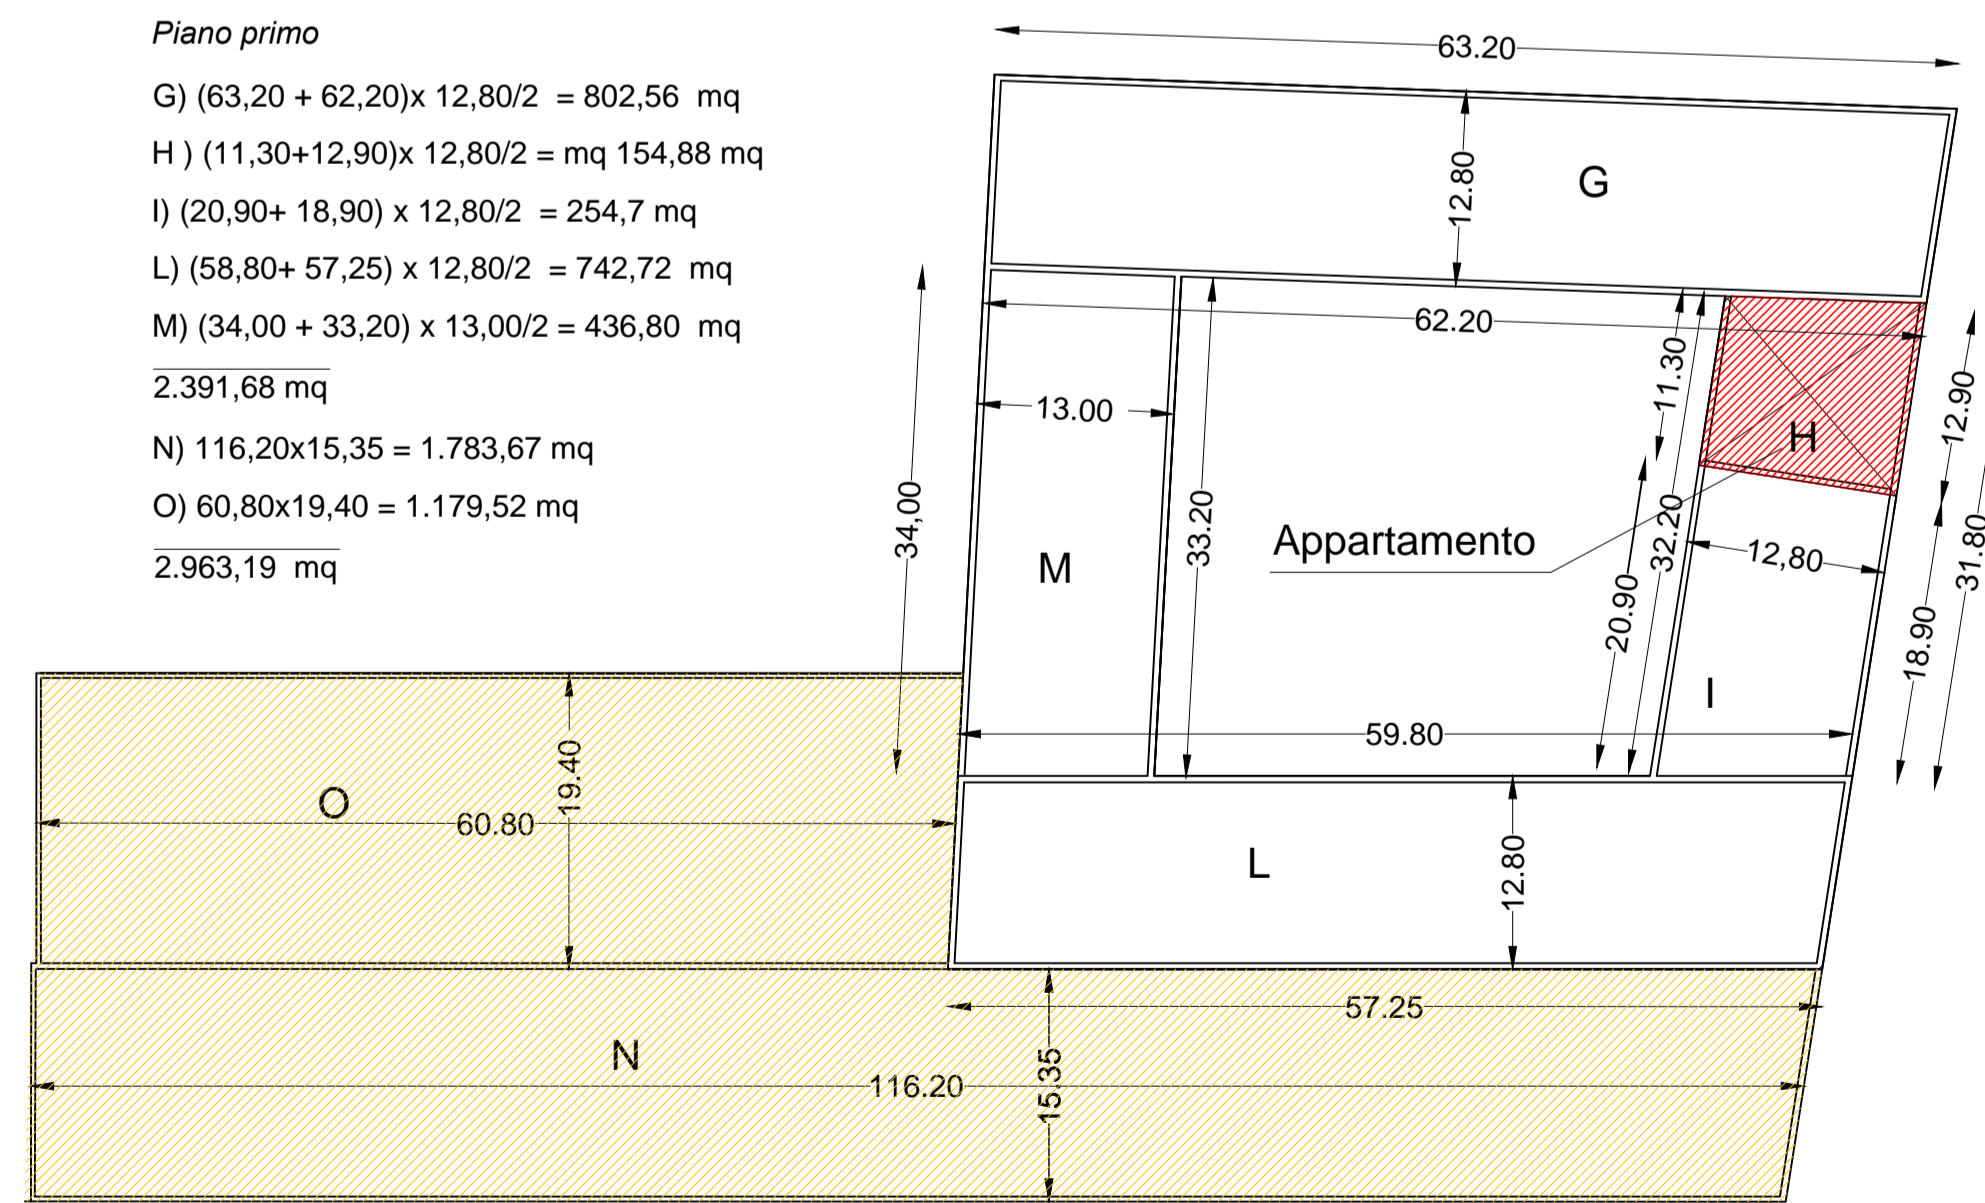 Piano primo
G) (63,20 + 62,20)x 12,80/2 = 802,56 mq
H ) (11,30+12,90)x 12,80/2 = mq 154,88 mq
I) (20,90+ 18,90) x 12,80/2 = 254,7 mq
L) (58,80+ 57,25) x 12,80/2 = 742,72 mq
M) (34,00 + 33,20) x 13,00/2 = 436,80 mq
2.391,68 mq
N) 116,20x15,35 = 1.783,67 mq
O) 60,80x19,40 = 1.179,52 mq
2.963,19 mq
63.20
12.80
G
62.20
11.30
13.00
12.90
H
34,00
33.20
32.20
31.80
Appartamento
12,80
M
20.90
18.90
I
59.80
19.40
O
60.80
L
12.80
57.25
N
15.35
116.20